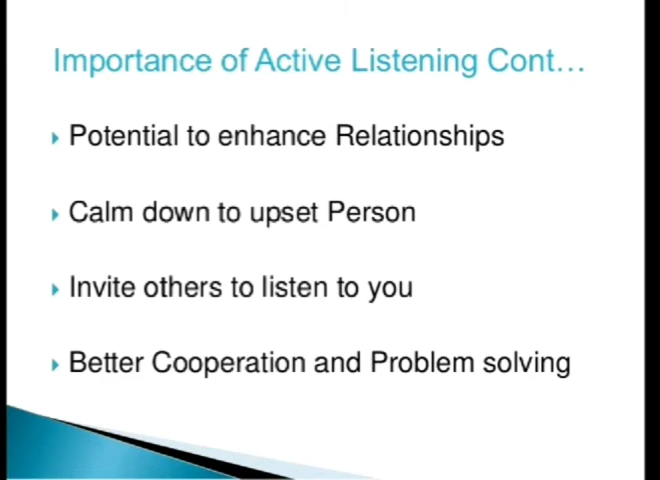 Importance of Active Listening Cont…
Potential to enhance Relationships
Calm down to upset Person
Invite others to listen to you
Better Cooperation and Problem solving